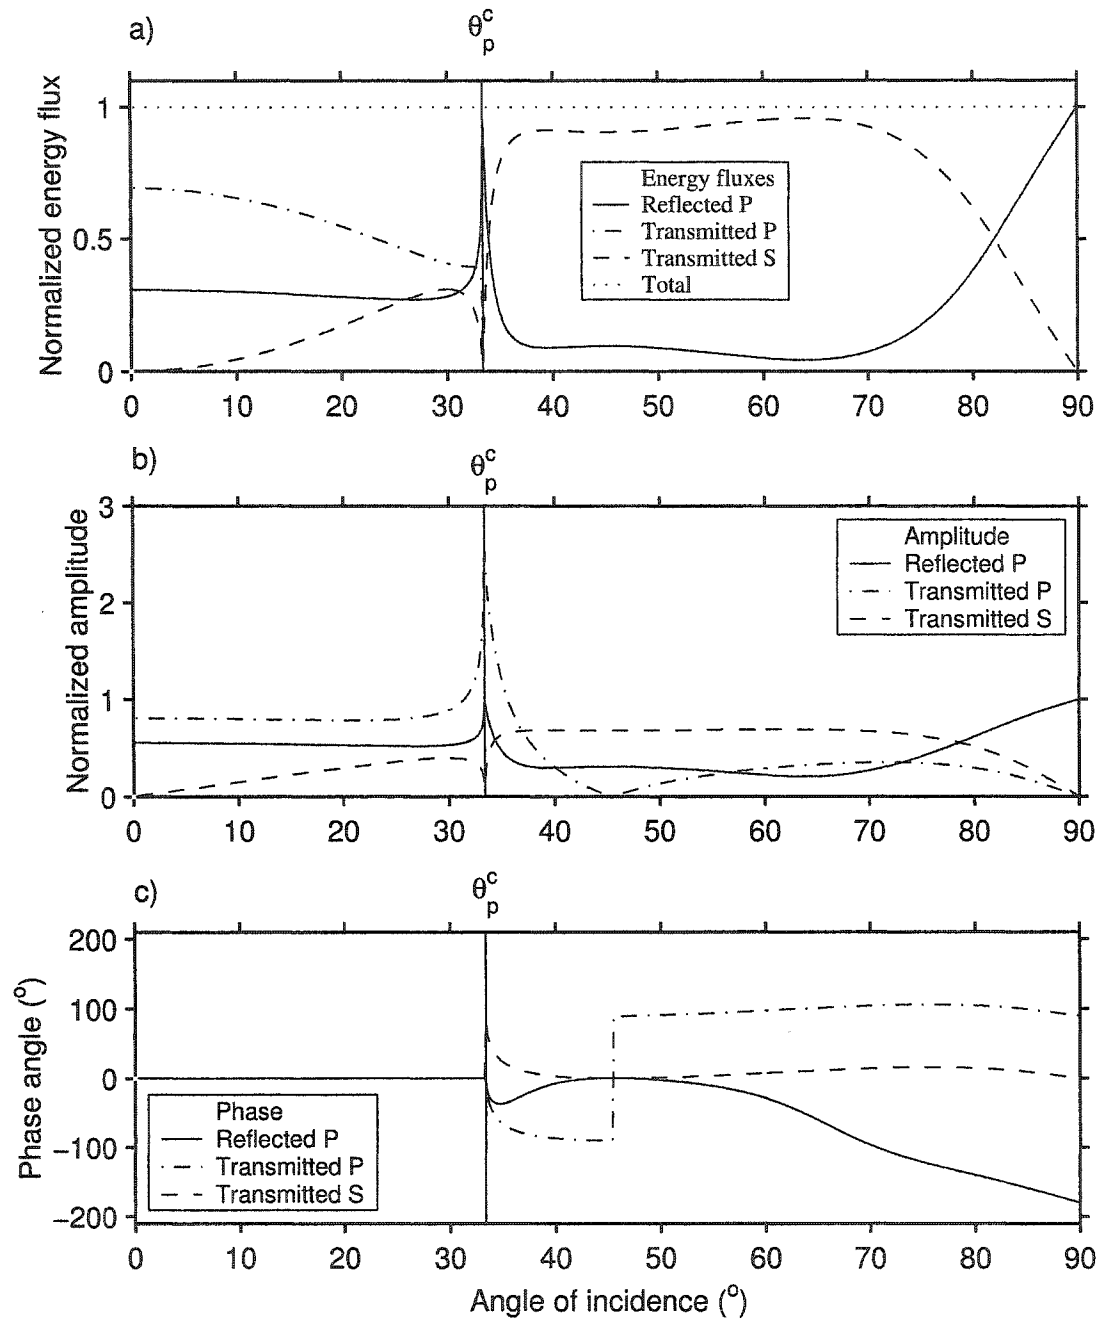 a)
θpc
Normalized energy flux
1
0.5
0
Energy fluxes
Reflected P
Transmitted P
Transmitted S
Total
0 10 20 30 40 50 60 70 80 90
b)
θpc
Normalized amplitude
3
2
1
0
Amplitude
Reflected P
Transmitted P
Transmitted S
0 10 20 30 40 50 60 70 80 90
c)
θpc
Phase angle (o)
200
100
0
−100
−200
Phase
Reflected P
Transmitted P
Transmitted S
0 10 20 30 40 50 60 70 80 90
Angle of incidence (o)